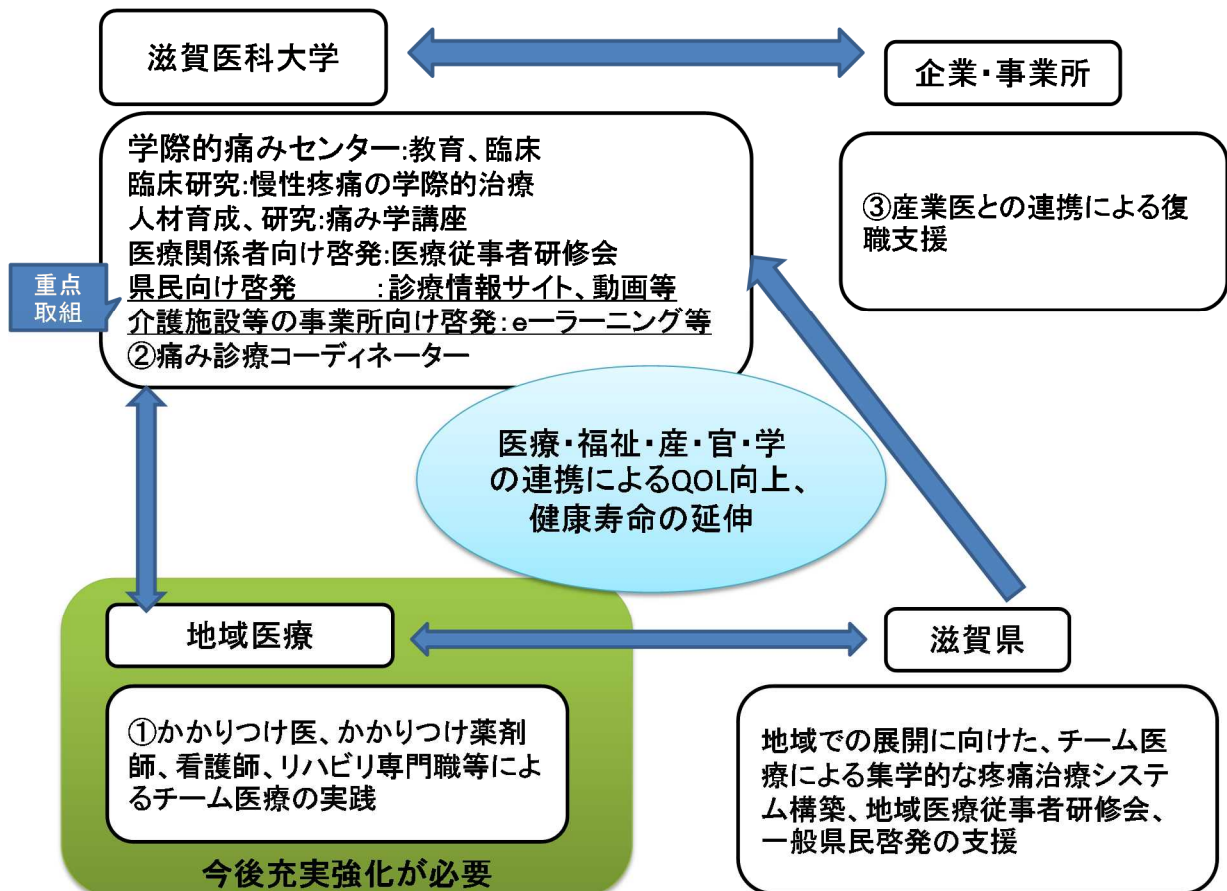 滋賀医科大学
企業・事業所
学際的痛みセンター:教育、臨床
臨床研究:慢性疼痛の学際的治療
人材育成、研究:痛み学講座
医療関係者向け啓発:医療従事者研修会
県民向け啓発　　　:診療情報サイト、動画等
介護施設等の事業所向け啓発:eーラーニング等
②痛み診療コーディネーター
重点
取組
③産業医との連携による復
職支援
医療・福祉・産・官・学
の連携によるQOL向上、
健康寿命の延伸
地域医療
①かかりつけ医、かかりつけ薬剤
師、看護師、リハビリ専門職等によ
るチーム医療の実践
今後充実強化が必要
滋賀県
地域での展開に向けた、チーム医
療による集学的な疼痛治療システ
ム構築、地域医療従事者研修会、
一般県民啓発の支援